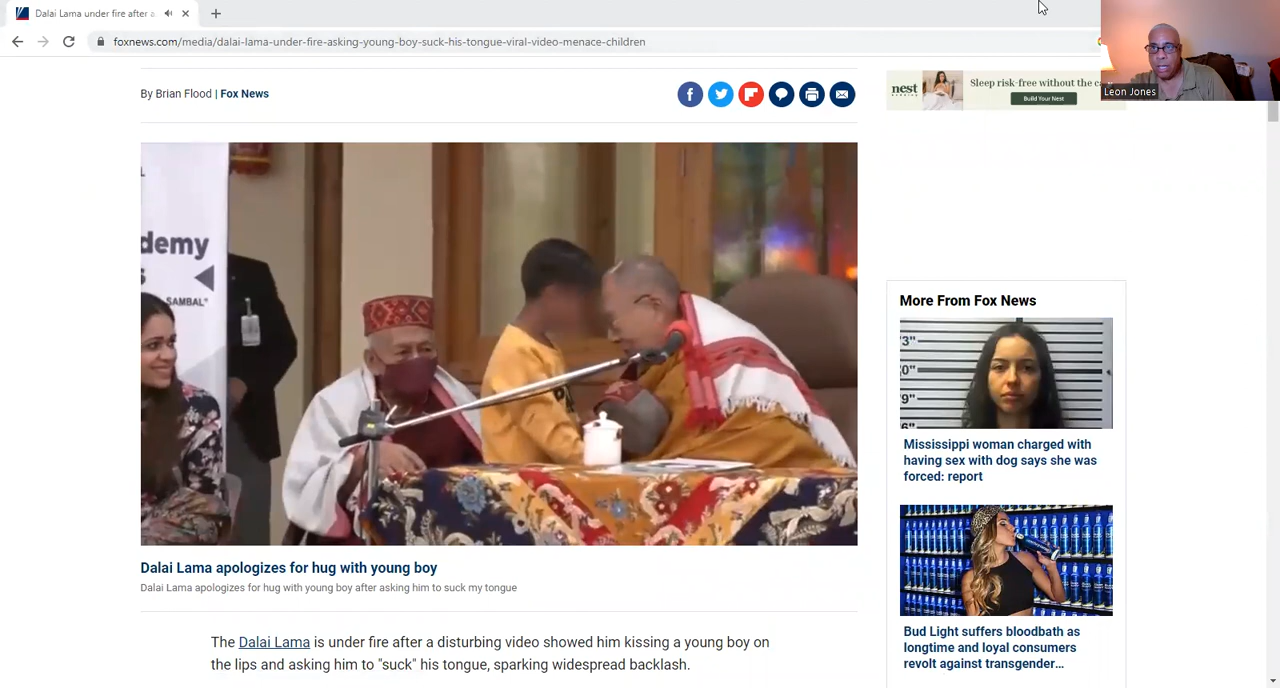 Dalai Lama under fire after a
foxnews.com/media/dalai-lama-under-fire-asking-young-boy-suck-his-tongue-viral-video-menace-children
Leon Jones
By Brian Flood | Fox News
nest
Sleep risk-free without the
Build Your Nest
demy
SAMBAL
Dalai Lama apologizes for hug with young boy
Dalai Lama apologizes for hug with young boy after asking him to suck my tongue
The Dalai Lama is under fire after a disturbing video showed him kissing a young boy on
the lips and asking him to "suck" his tongue, sparking widespread backlash.
More From Fox News
Mississippi woman charged with
having sex with dog says she was
forced: report
Bud Light suffers bloodbath as
longtime and loyal consumers
revolt against transgender…